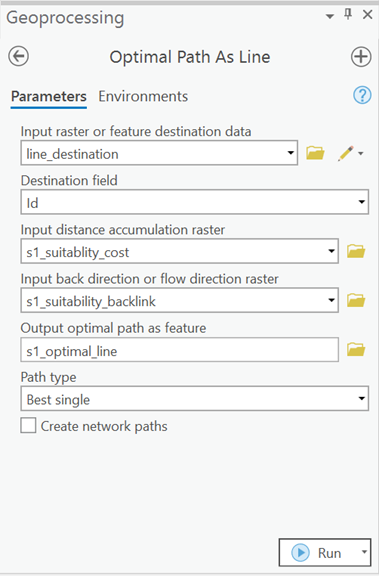 Geoprocessing
Optimal Path As Line
Parameters Environments
Input raster or feature destination data
line_destination
Destination field
Id
Input distance accumulation raster
s1_suitablity_cost
Input back direction or flow direction raster
s1_suitability_backlink
Output optimal path as feature
s1_optimal_line
Path type
Best single
Create network paths
Run